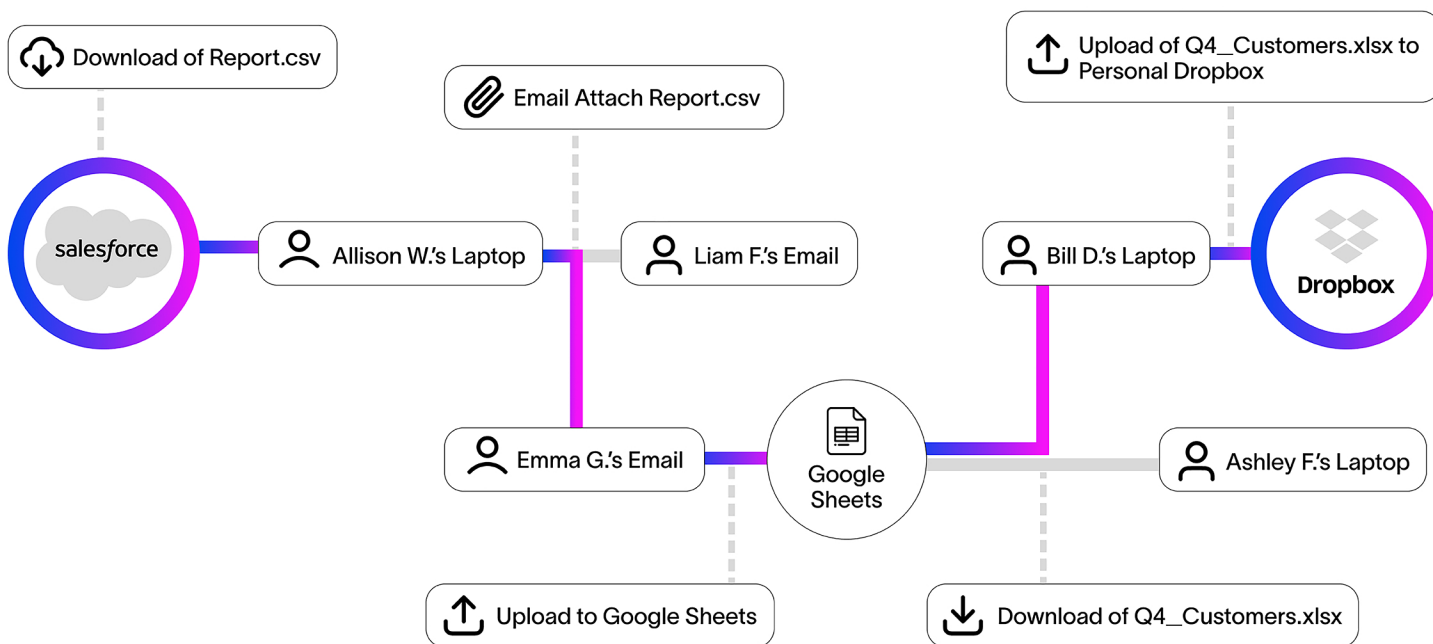 Download of Report.csv
Email Attach Report.csv
Upload of Q4_Customers.xlsx to
Personal Dropbox
salesforce
Allison W.'s Laptop
Liam F.'s Email
Bill D.'s Laptop
Dropbox
Emma G.'s Email
Google
Sheets
Ashley F.'s Laptop
Upload to Google Sheets
Download of Q4_Customers.xlsx